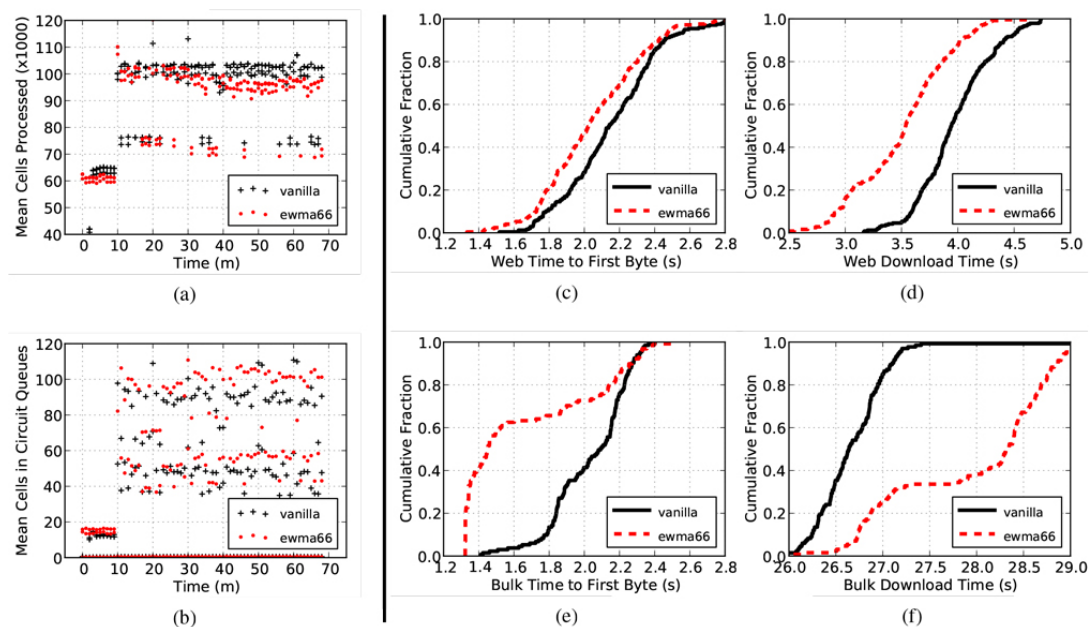 Mean Cells Processed (x1000)
120
110
100
90
80
70
60
50
40
0 10 20 30 40 50 60 70
Time (m)
vanilla
ewma66
(a)
Cumulative Fraction
1.0
0.8
0.6
0.4
0.2
0.0
1.2 1.4 1.6 1.8 2.0 2.2 2.4 2.6 2.8
Web Time to First Byte (s)
vanilla
ewma66
(c)
Cumulative Fraction
1.0
0.8
0.6
0.4
0.2
0.0
2.5 3.0 3.5 4.0 4.5 5.0
Web Download Time (s)
vanilla
ewma66
(d)
Mean Cells in Circuit Queues
120
100
80
60
40
20
0
0 10 20 30 40 50 60 70
Time (m)
vanilla
ewma66
(b)
Cumulative Fraction
1.0
0.8
0.6
0.4
0.2
0.0
1.2 1.4 1.6 1.8 2.0 2.2 2.4 2.6 2.8
Bulk Time to First Byte (s)
vanilla
ewma66
(e)
Cumulative Fraction
1.0
0.8
0.6
0.4
0.2
0.0
26.0 26.5 27.0 27.5 28.0 28.5 29.0
Bulk Download Time (s)
vanilla
ewma66
(f)